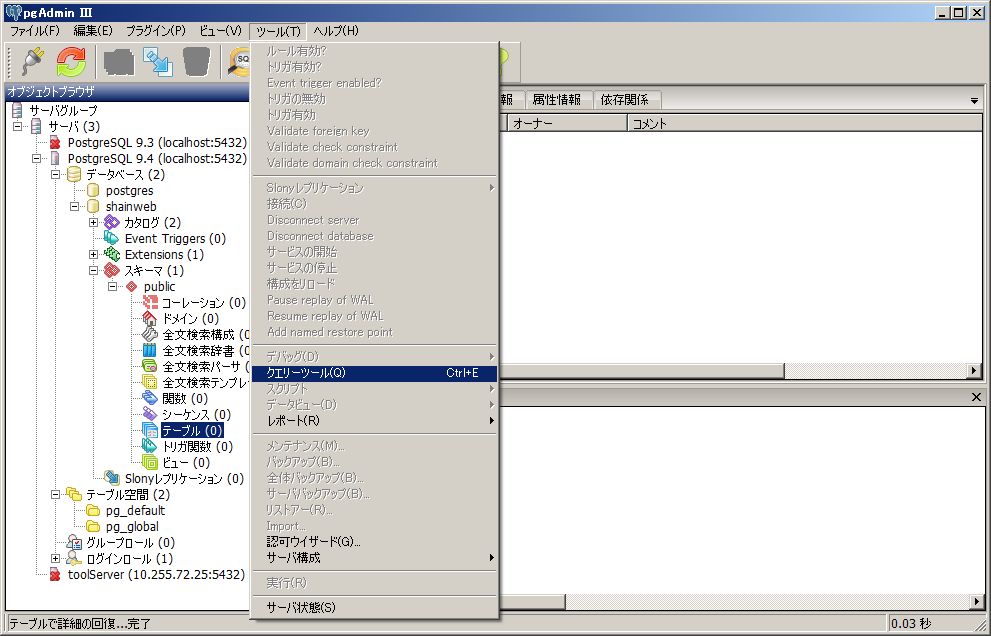 pgAdmin III
ファイル(F) 編集(E) プラグイン(P) ビュー(V) ツール(T) ヘルプ(H)
オブジェクトブラウザ
サーバグループ
サーバ (3)
PostgreSQL 9.3 (localhost:5432)
PostgreSQL 9.4 (localhost:5432)
データベース (2)
postgres
shainweb
カタログ (2)
Event Triggers (0)
Extensions (1)
スキーマ (1)
public
コーレーション (0)
ドメイン (0)
全文検索構成 (0
全文検索辞書 (0
全文検索パーサ (
全文検索テンプレ
関数 (0)
シーケンス (0)
テーブル (0)
トリガ関数 (0)
ビュー (0)
Slonyレプリケーション (0)
テーブル空間 (2)
pg_default
pg_global
グループロール (0)
ログインロール (1)
toolServer (10.255.72.25:5432)
ルール有効?
トリガ有効?
Event trigger enabled?
トリガの無効
トリガ有効
Validate foreign key
Validate check constraint
Validate domain check constraint
Slonyレプリケーション
接続(C)
Disconnect server
Disconnect database
サービスの開始
サービスの停止
構成をリロード
Pause replay of WAL
Resume replay of WAL
Add named restore point
デバッグ(D)
クエリーツール(Q) Ctrl+E
スクリプト
データビュー(D)
レポート(R)
メンテナンス(M)...
バックアップ(B)...
全体バックアップ(B)...
サーババックアップ(B)...
リストアー(R)...
Import...
認可ウィザード(G)...
サーバ構成
実行(R)
サーバ状態(S)
報 属性情報 依存関係
オーナー コメント
テーブルで詳細の回復...完了 0.03 秒